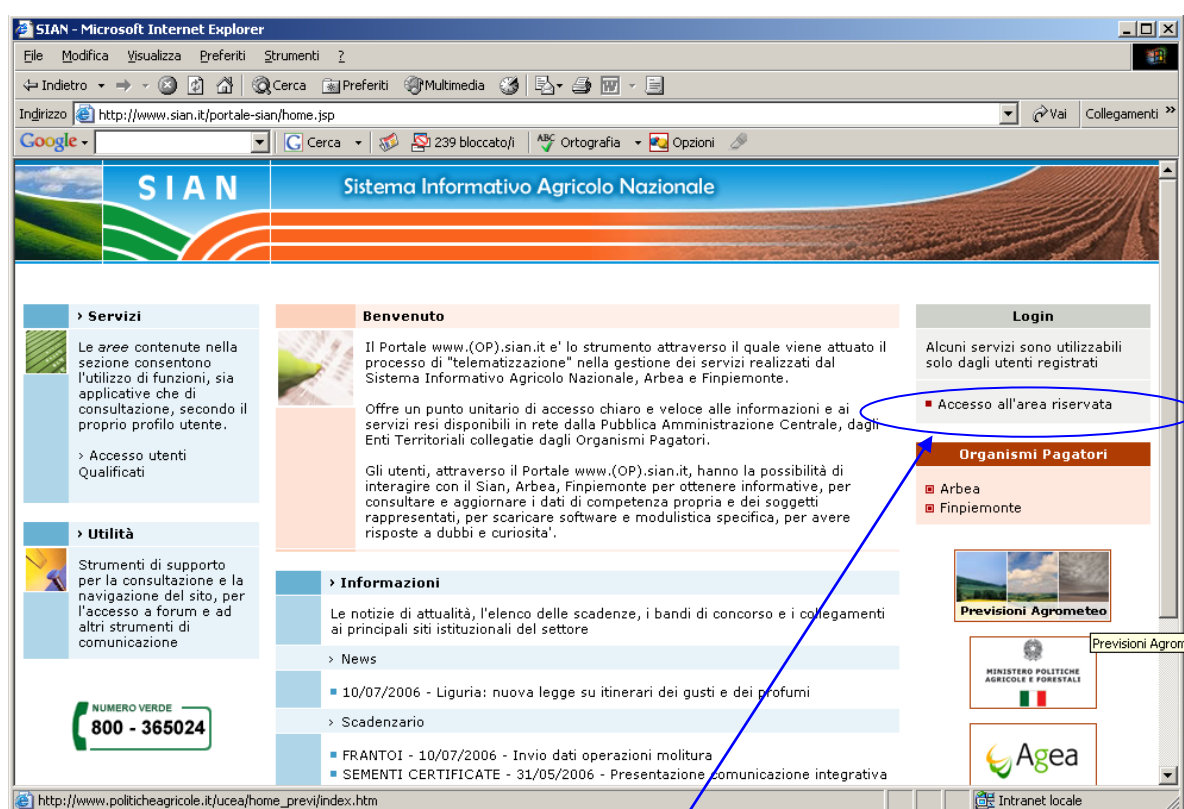 SIAN - Microsoft Internet Explorer
File Modifica Visualizza Preferiti Strumenti ?
Indietro Cerca Preferiti Multimedia
Indirizzo http://www.sian.it/portale-sian/home.jsp Vai Collegamenti »
Google Cerca 239 bloccato/i ABC Ortografia Opzioni
SIAN Sistema Informativo Agricolo Nazionale
› Servizi
Le aree contenute nella
sezione consentono
l'utilizzo di funzioni, sia
applicative che di
consultazione, secondo il
proprio profilo utente.
› Accesso utenti
Qualificati
› Utilità
Strumenti di supporto
per la consultazione e la
navigazione del sito, per
l'accesso a forum e ad
altri strumenti di
comunicazione
NUMERO VERDE
800 - 365024
Benvenuto
Il Portale www.(OP).sian.it e' lo strumento attraverso il quale viene attuato il
processo di "telematizzazione" nella gestione dei servizi realizzati dal
Sistema Informativo Agricolo Nazionale, Arbea e Finpiemonte.
Offre un punto unitario di accesso chiaro e veloce alle informazioni e ai
servizi resi disponibili in rete dalla Pubblica Amministrazione Centrale, dagli
Enti Territoriali collegatie dagli Organismi Pagatori.
Gli utenti, attraverso il Portale www.(OP).sian.it, hanno la possibilità di
interagire con il Sian, Arbea, Finpiemonte per ottenere informative, per
consultare e aggiornare i dati di competenza propria e dei soggetti
rappresentati, per scaricare software e modulistica specifica, per avere
risposte a dubbi e curiosita'.
› Informazioni
Le notizie di attualità, l'elenco delle scadenze, i bandi di concorso e i collegamenti
ai principali siti istituzionali del settore
› News
10/07/2006 - Liguria: nuova legge su itinerari dei gusti e dei profumi
› Scadenzario
FRANTOI - 10/07/2006 - Invio dati operazioni molitura
SEMENTI CERTIFICATE - 31/05/2006 - Presentazione comunicazione integrativa
Login
Alcuni servizi sono utilizzabili
solo dagli utenti registrati
Accesso all'area riservata
Organismi Pagatori
Arbea
Finpiemonte
Previsioni Agrometeo
Previsioni Agrom
MINISTERO POLITICHE
AGRICOLE E FORESTALI
Agea
http://www.politicheagricole.it/ucea/home_previ/index.htm Intranet locale